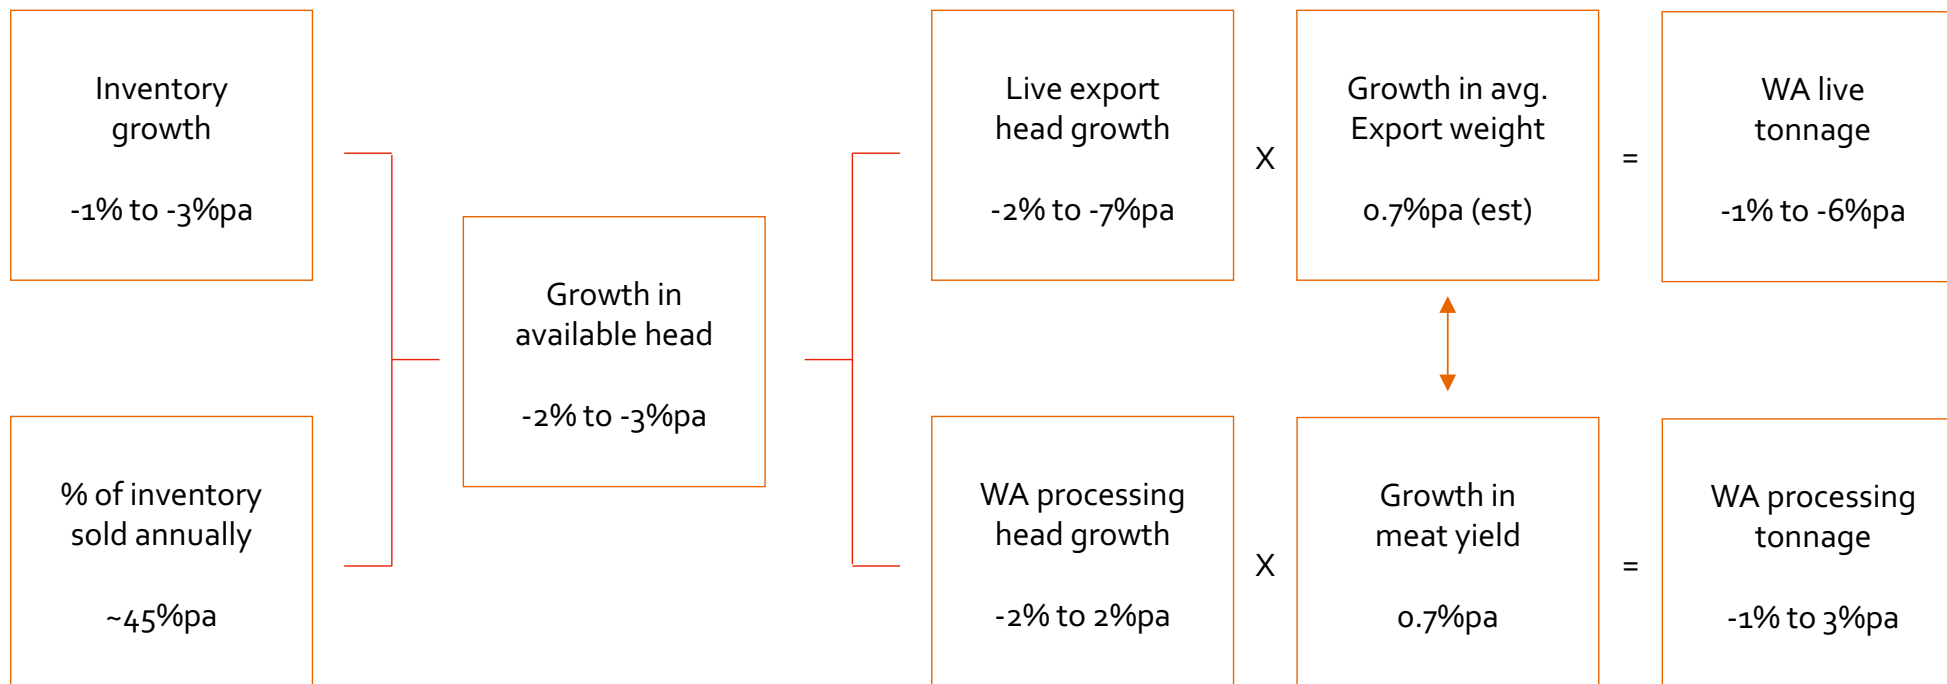 Inventory
growth
-1% to -3%pa
% of inventory
sold annually
~45%pa
Growth in
available head
-2% to -3%pa
Live export
head growth
-2% to -7%pa
X
Growth in avg.
Export weight
0.7%pa (est)
=
WA live
tonnage
-1% to -6%pa
WA processing
head growth
-2% to 2%pa
X
Growth in
meat yield
0.7%pa
=
WA processing
tonnage
-1% to 3%pa